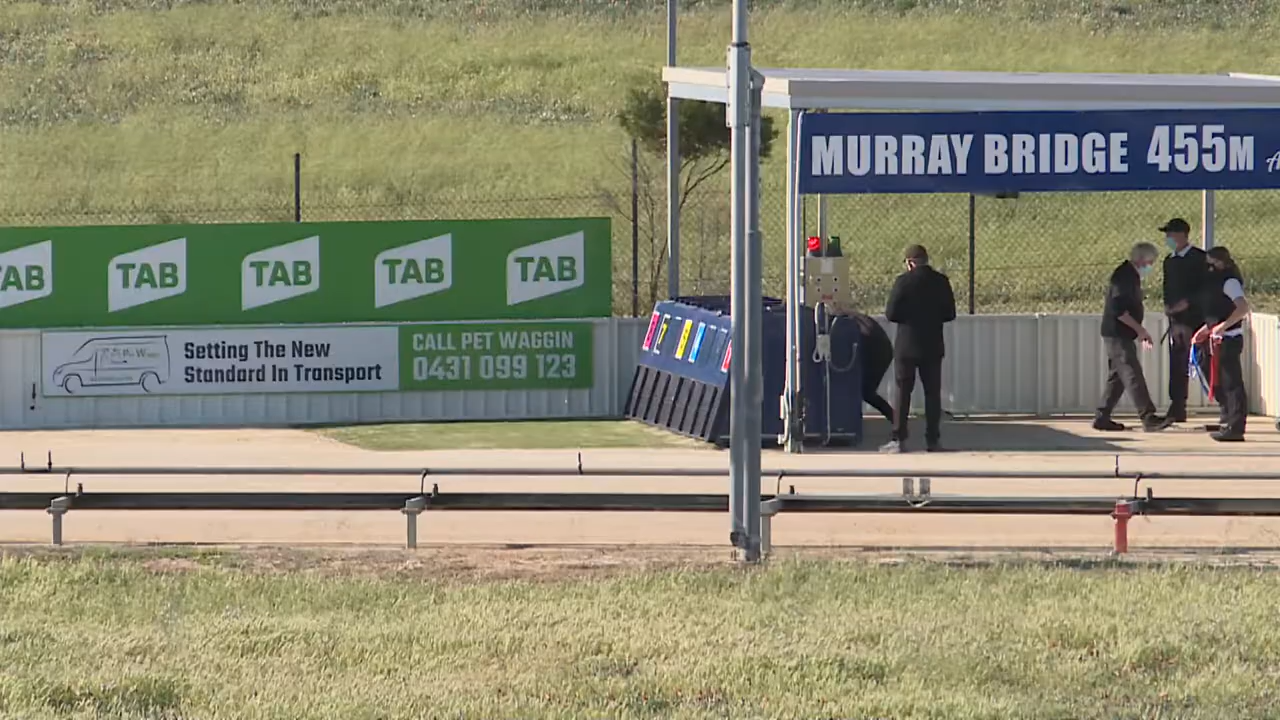 MURRAY BRIDGE 455M
TAB TAB TAB TAB TAB
Setting The New
Standard In Transport
CALL PET WAGGIN
0431 099 123